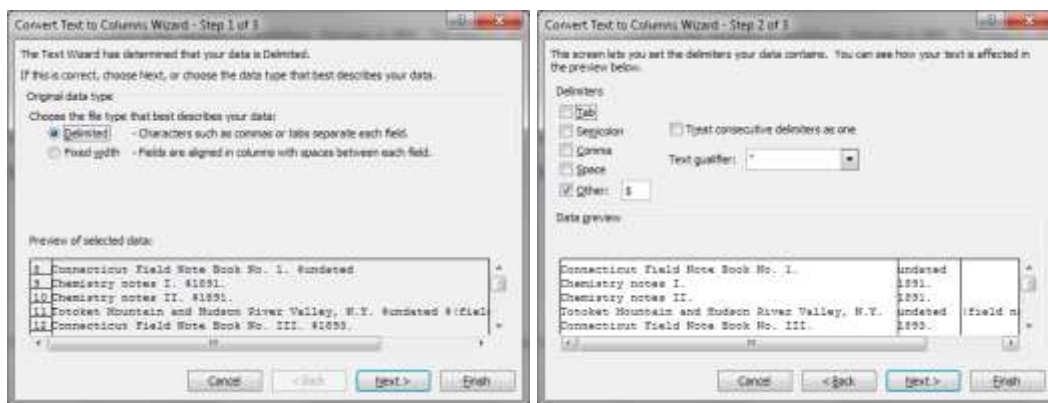 Convert Text to Columns Wizard - Step 1 of 3
The Text Wizard has determined that your data is Delimited.
If this is correct, choose Next, or choose the data type that best describes your data.
Original data type
Choose the file type that best describes your data:
Delimited - Characters such as commas or tabs separate each field.
Fixed width - Fields are aligned in columns with spaces between each field.
Preview of selected data:
8 Connecticut Field Note Book No. 1. $undated
9 Chemistry notes I. $1891.
10 Chemistry notes II. $1891.
11 Totoket Mountain and Hudson River Valley, N.Y. $undated $(fiel
12 Connecticut Field Note Book No. III. $1893.
Cancel < Back Next > Finish
Convert Text to Columns Wizard - Step 2 of 3
This screen lets you set the delimiters your data contains. You can see how your text is affected in
the preview below.
Delimiters
Tab
Semicolon
Comma
Space
Other: $
Treat consecutive delimiters as one
Text qualifier: "
Data preview
Connecticut Field Note Book No. 1. undated
Chemistry notes I. 1891.
Chemistry notes II. 1891.
Totoket Mountain and Hudson River Valley, N.Y. undated (field n
Connecticut Field Note Book No. III. 1893.
Cancel < Back Next > Finish